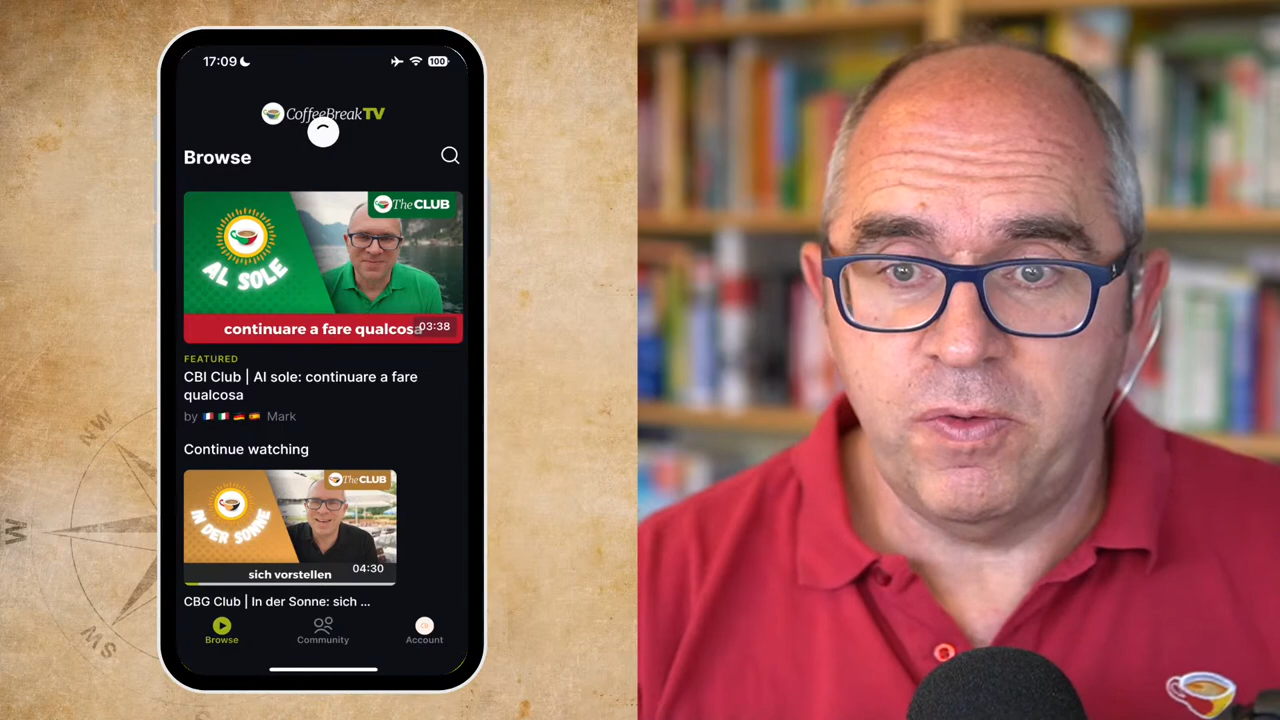 17:09
100
CoffeeBreakTV
Browse
The CLUB
AL SOLE
continuare a fare qualcosa
03:38
FEATURED
CBI Club | Al sole: continuare a fare
qualcosa
by 🇫🇷 🇮🇹 🇩🇪 🇪🇸 Mark
Continue watching
The CLUB
IN DER SONNE
sich vorstellen
04:30
CBG Club | In der Sonne: sich ...
Browse
Community
Account
NW
W
SW